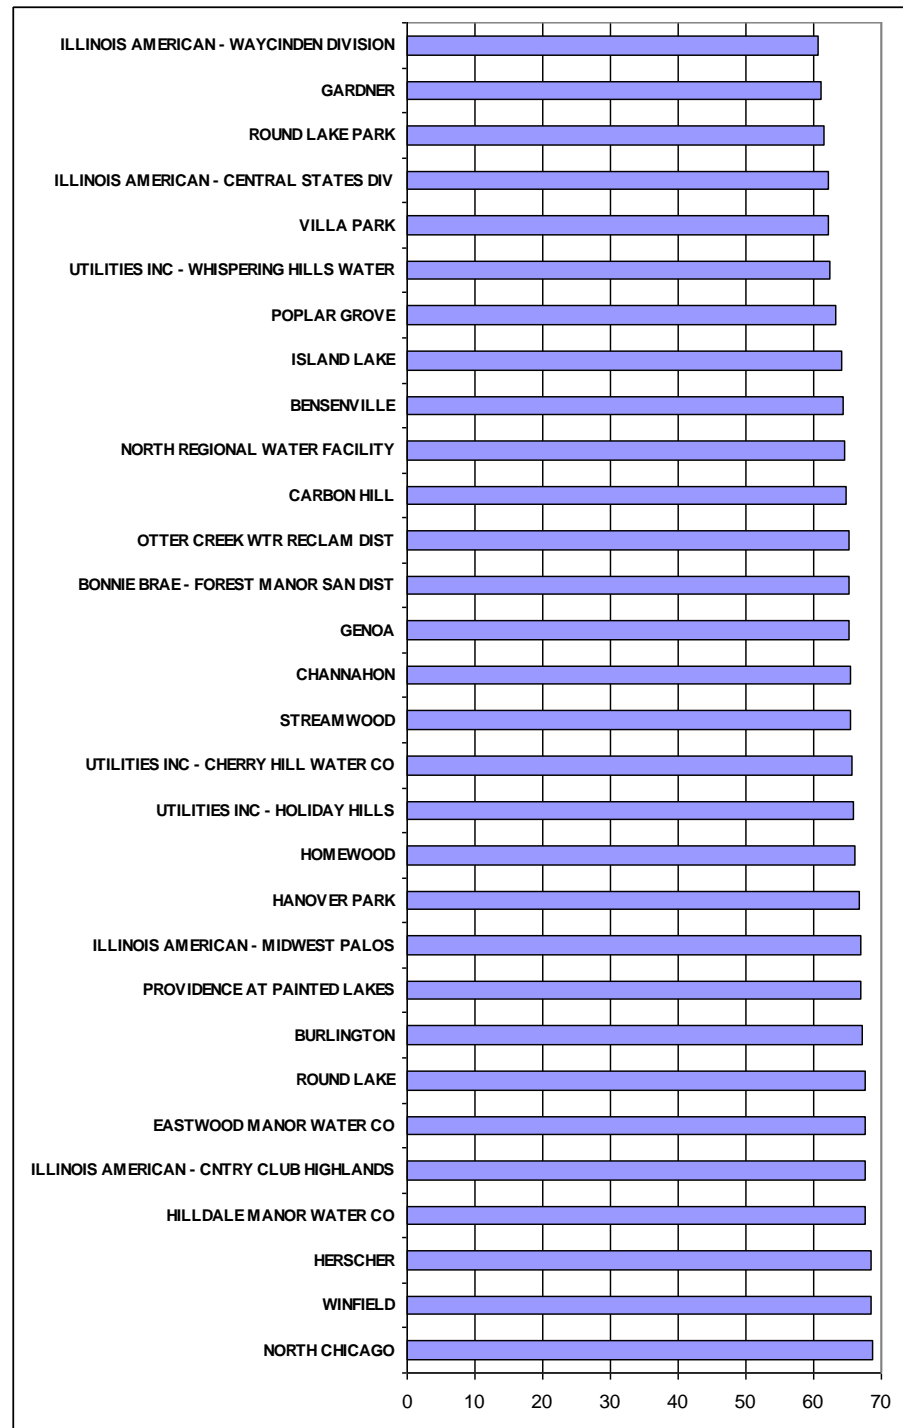 ILLINOIS AMERICAN - WAYCINDEN DIVISION
GARDNER
ROUND LAKE PARK
ILLINOIS AMERICAN - CENTRAL STATES DIV
VILLA PARK
UTILITIES INC - WHISPERING HILLS WATER
POPLAR GROVE
ISLAND LAKE
BENSENVILLE
NORTH REGIONAL WATER FACILITY
CARBON HILL
OTTER CREEK WTR RECLAM DIST
BONNIE BRAE - FOREST MANOR SAN DIST
GENOA
CHANNAHON
STREAMWOOD
UTILITIES INC - CHERRY HILL WATER CO
UTILITIES INC - HOLIDAY HILLS
HOMEWOOD
HANOVER PARK
ILLINOIS AMERICAN - MIDWEST PALOS
PROVIDENCE AT PAINTED LAKES
BURLINGTON
ROUND LAKE
EASTWOOD MANOR WATER CO
ILLINOIS AMERICAN - CNTRY CLUB HIGHLANDS
HILLDALE MANOR WATER CO
HERSCHER
WINFIELD
NORTH CHICAGO
0 10 20 30 40 50 60 70